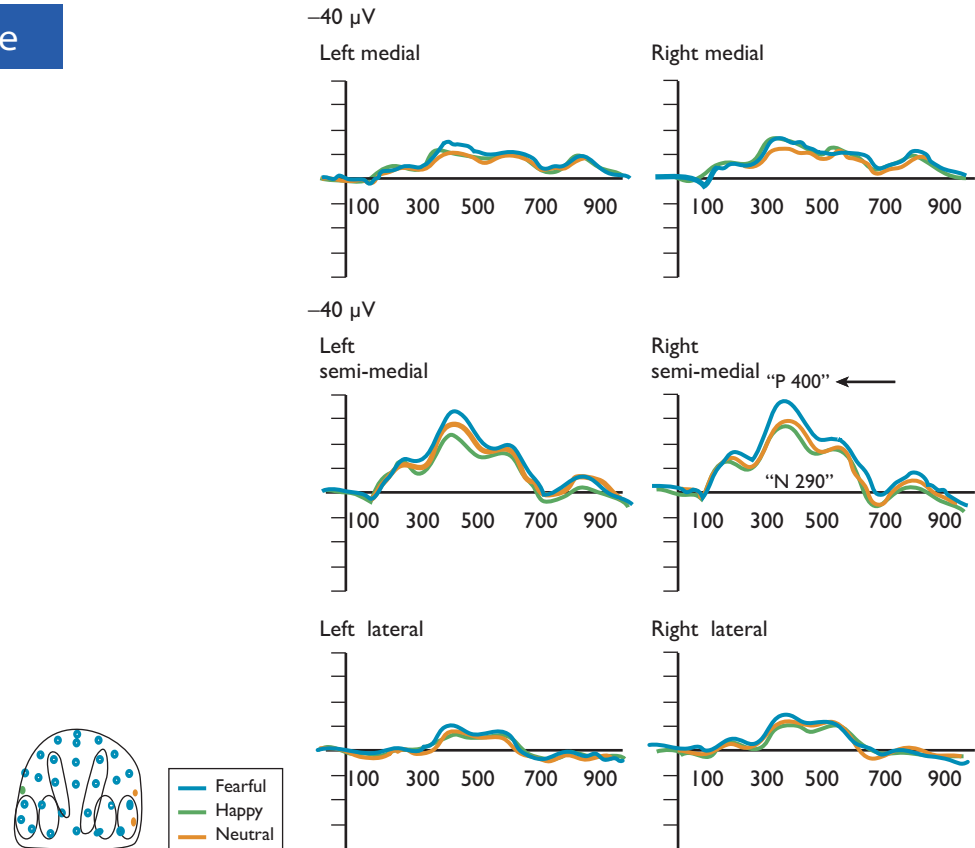 e
–40 µV
Left medial
Right medial
100 300 500 700 900
100 300 500 700 900
–40 µV
Left
semi-medial
Right
semi-medial
“P 400”
“N 290”
100 300 500 700 900
100 300 500 700 900
Left lateral
Right lateral
100 300 500 700 900
100 300 500 700 900
Fearful
Happy
Neutral